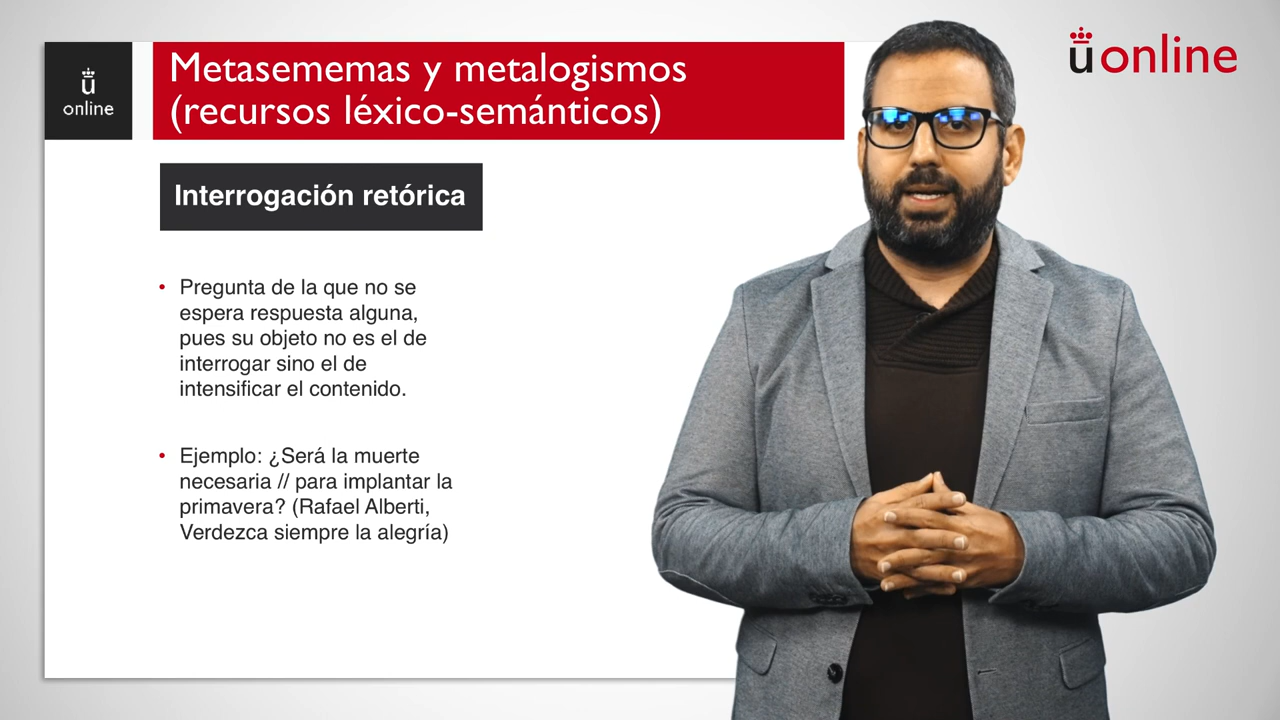 ü
online
Metasememas y metalogismos
(recursos léxico-semánticos)
ü online
Interrogación retórica
• Pregunta de la que no se
espera respuesta alguna,
pues su objeto no es el de
interrogar sino el de
intensificar el contenido.
• Ejemplo: ¿Será la muerte
necesaria // para implantar la
primavera? (Rafael Alberti,
Verdezca siempre la alegría)